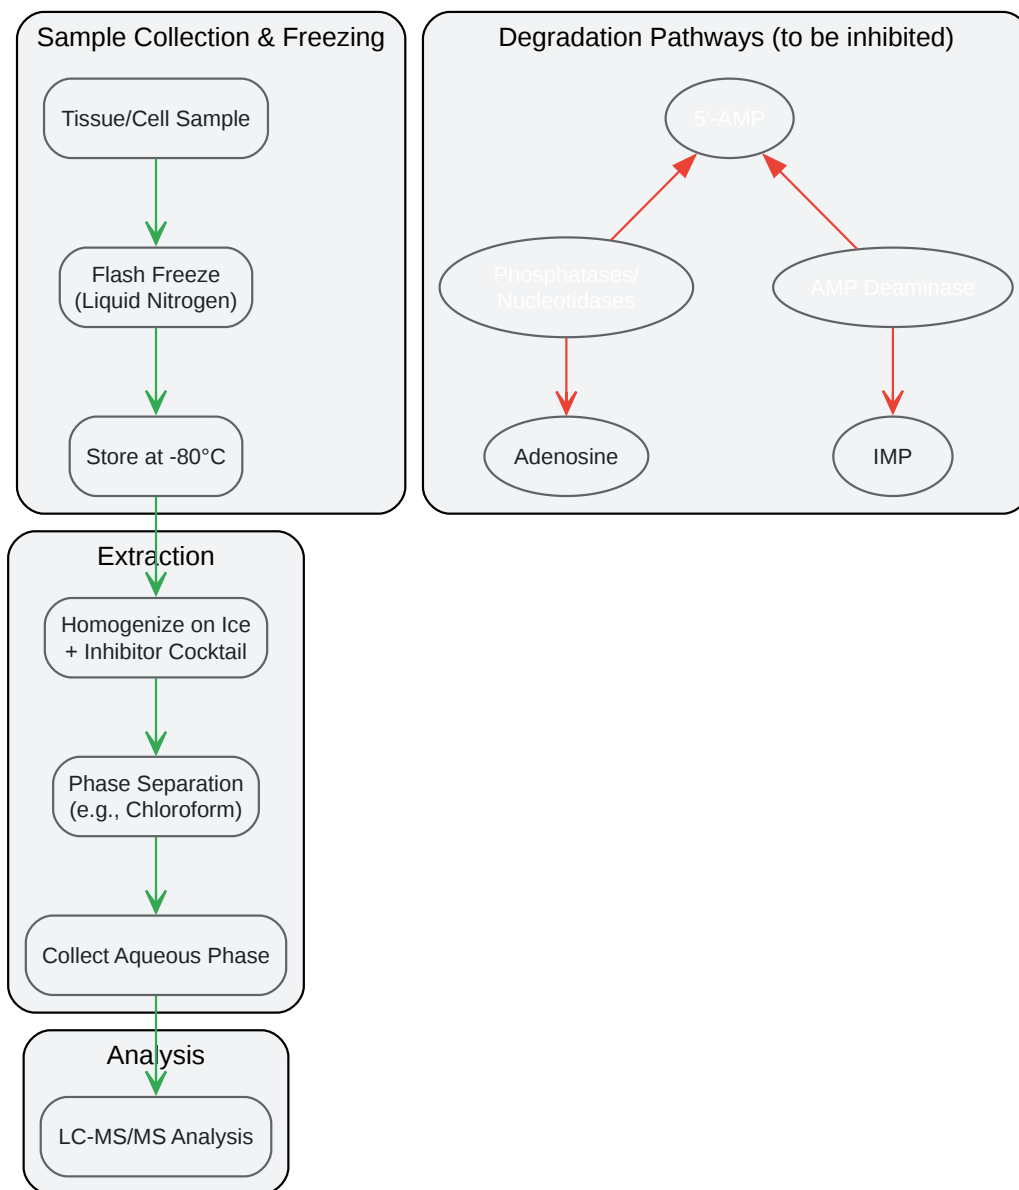 Sample Collection & Freezing
Tissue/Cell Sample
Flash Freeze
(Liquid Nitrogen)
Store at -80°C
Degradation Pathways (to be inhibited)
5'-AMP
Phosphatases/
Nucleotidases
AMP Deaminase
Adenosine
IMP
Extraction
Homogenize on Ice
+ Inhibitor Cocktail
Phase Separation
(e.g., Chloroform)
Collect Aqueous Phase
Analysis
LC-MS/MS Analysis